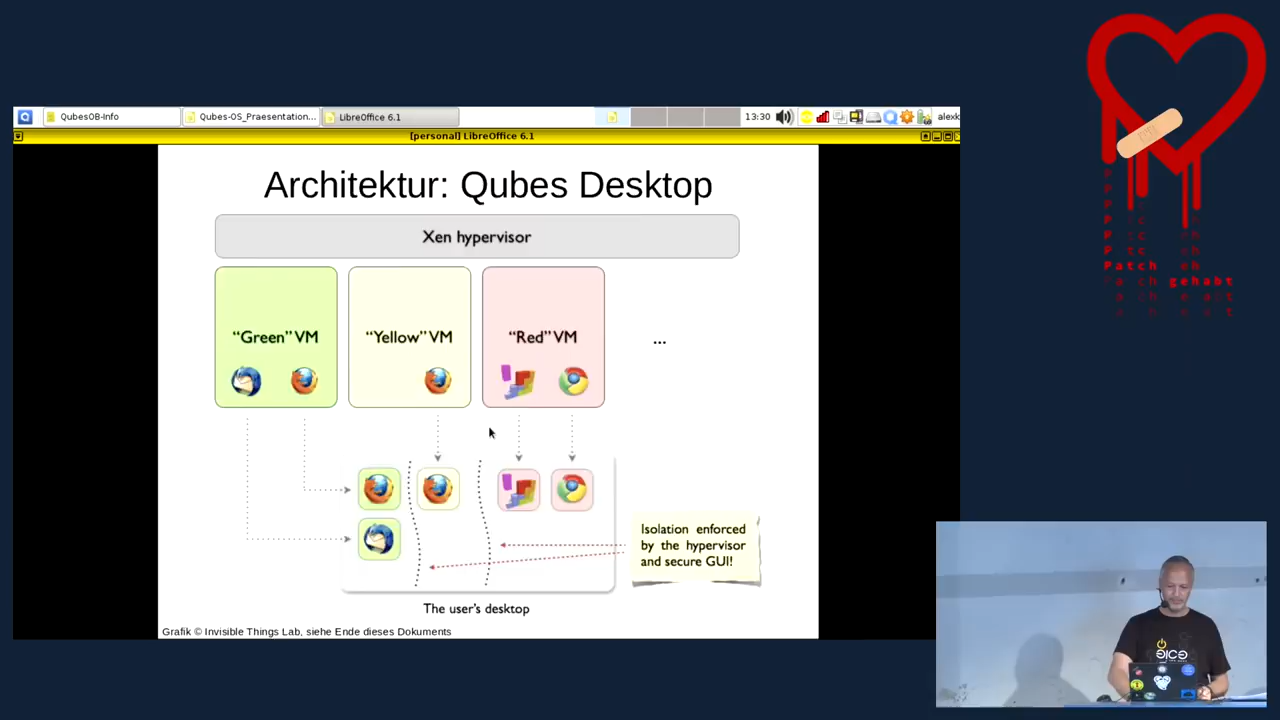 QubesOB-Info
Qubes-OS_Praesentation...
LibreOffice 6.1
13:30
alexk
[personal] LibreOffice 6.1
Architektur: Qubes Desktop
Xen hypervisor
“Green” VM
“Yellow” VM
“Red” VM
...
Isolation enforced
by the hypervisor
and secure GUI!
The user's desktop
Grafik © Invisible Things Lab, siehe Ende dieses Dokuments
Patch gehabt